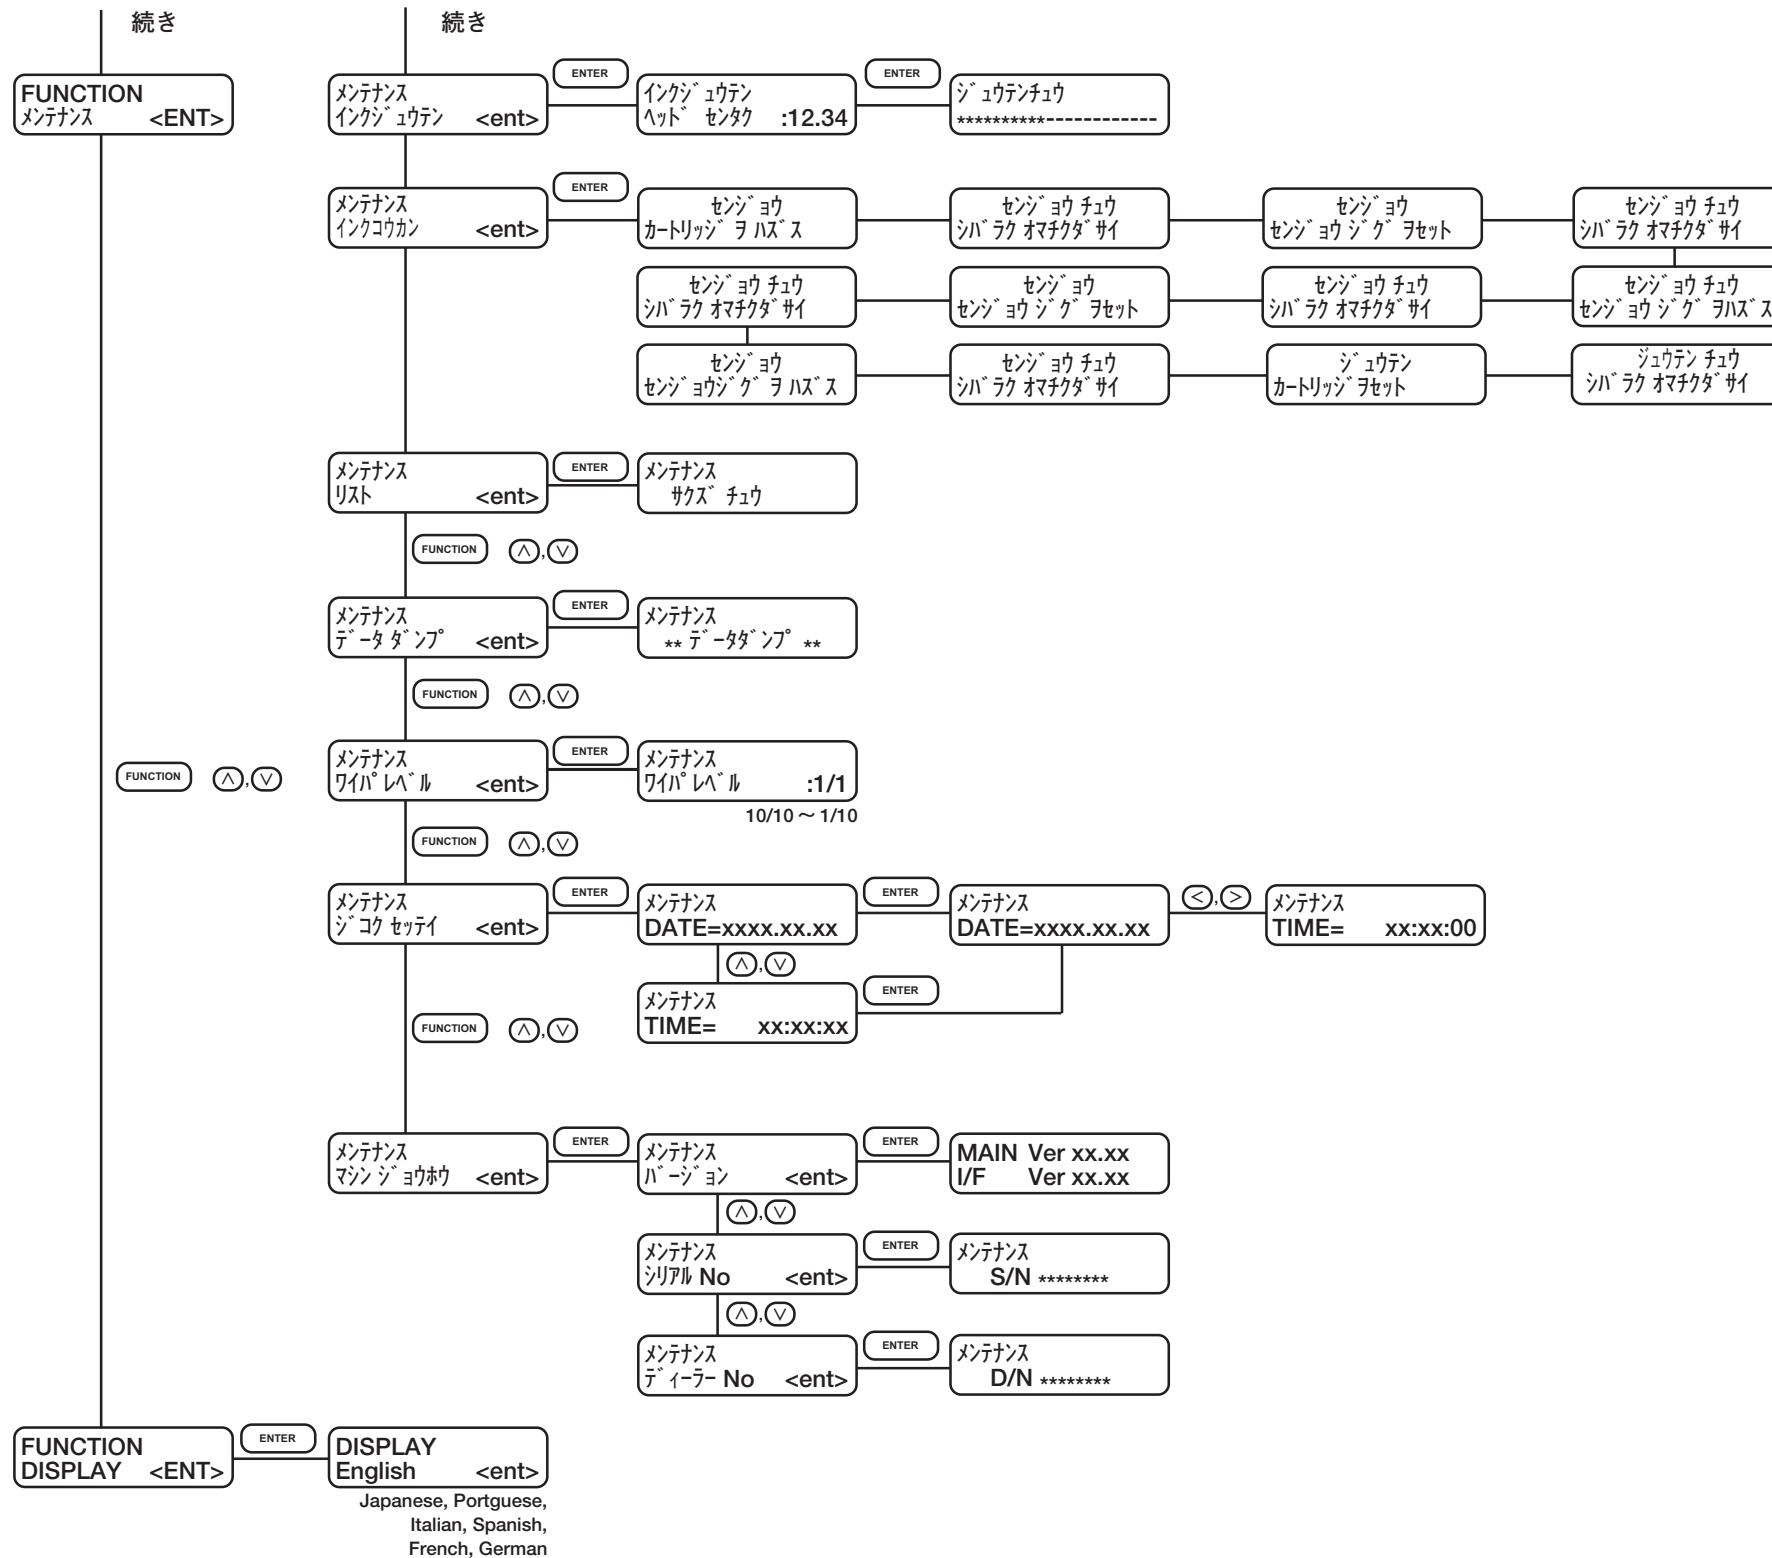 続き
続き
FUNCTION
ﾒﾝﾃﾅﾝｽ <ENT>
ﾒﾝﾃﾅﾝｽ
ｲﾝｸｼﾞｭｳﾃﾝ <ent>
ENTER
ｲﾝｸｼﾞｭｳﾃﾝ
ﾍｯﾄﾞ ｾﾝﾀｸ :12.34
ENTER
ｼﾞｭｳﾃﾝﾁｭｳ
**********------------
ﾒﾝﾃﾅﾝｽ
ｲﾝｸｺｳｶﾝ <ent>
ENTER
ｾﾝｼﾞｮｳ
ｶｰﾄﾘｯｼﾞ ｦ ﾊｽﾞｽ
ｾﾝｼﾞｮｳ ﾁｭｳ
ｼﾊﾞﾗｸ ｵﾏﾁｸﾀﾞｻｲ
ｾﾝｼﾞｮｳ
ｾﾝｼﾞｮｳ ｼﾞｸﾞ ｦｾｯﾄ
ｾﾝｼﾞｮｳ ﾁｭｳ
ｼﾊﾞﾗｸ ｵﾏﾁｸﾀﾞｻｲ
ｾﾝｼﾞｮｳ ﾁｭｳ
ｼﾊﾞﾗｸ ｵﾏﾁｸﾀﾞｻｲ
ｾﾝｼﾞｮｳ
ｾﾝｼﾞｮｳ ｼﾞｸﾞ ｦｾｯﾄ
ｾﾝｼﾞｮｳ ﾁｭｳ
ｼﾊﾞﾗｸ ｵﾏﾁｸﾀﾞｻｲ
ｾﾝｼﾞｮｳ ﾁｭｳ
ｾﾝｼﾞｮｳ ｼﾞｸﾞ ｦﾊｽﾞｽ
ｾﾝｼﾞｮｳ
ｾﾝｼﾞｮｳｼﾞｸﾞ ｦ ﾊｽﾞｽ
ｾﾝｼﾞｮｳ ﾁｭｳ
ｼﾊﾞﾗｸ ｵﾏﾁｸﾀﾞｻｲ
ｼﾞｭｳﾃﾝ
ｶｰﾄﾘｯｼﾞ ｦｾｯﾄ
ｼﾞｭｳﾃﾝ ﾁｭｳ
ｼﾊﾞﾗｸ ｵﾏﾁｸﾀﾞｻｲ
ﾒﾝﾃﾅﾝｽ
ﾘｽﾄ <ent>
ENTER
ﾒﾝﾃﾅﾝｽ
ｻｸｽﾞ ﾁｭｳ
FUNCTION ∧,∨
ﾒﾝﾃﾅﾝｽ
ﾃﾞｰﾀ ﾀﾞﾝﾌﾟ <ent>
ENTER
ﾒﾝﾃﾅﾝｽ
** ﾃﾞｰﾀﾀﾞﾝﾌﾟ **
FUNCTION ∧,∨
FUNCTION ∧,∨
ﾒﾝﾃﾅﾝｽ
ﾜｲﾊﾟ ﾚﾍﾞﾙ <ent>
ENTER
ﾒﾝﾃﾅﾝｽ
ﾜｲﾊﾟ ﾚﾍﾞﾙ :1/1
10/10 ～ 1/10
FUNCTION ∧,∨
ﾒﾝﾃﾅﾝｽ
ｼﾞｺｸ ｾｯﾃｲ <ent>
ENTER
ﾒﾝﾃﾅﾝｽ
DATE=xxxx.xx.xx
ENTER
ﾒﾝﾃﾅﾝｽ
DATE=xxxx.xx.xx
<,>
ﾒﾝﾃﾅﾝｽ
TIME= xx:xx:00
∧,∨
ﾒﾝﾃﾅﾝｽ
TIME= xx:xx:xx
ENTER
FUNCTION ∧,∨
ﾒﾝﾃﾅﾝｽ
ﾏｼﾝ ｼﾞｮｳﾎｳ <ent>
ENTER
ﾒﾝﾃﾅﾝｽ
ﾊﾞｰｼﾞｮﾝ <ent>
ENTER
MAIN Ver xx.xx
I/F Ver xx.xx
∧,∨
ﾒﾝﾃﾅﾝｽ
ｼﾘｱﾙ No <ent>
ENTER
ﾒﾝﾃﾅﾝｽ
S/N ********
∧,∨
ﾒﾝﾃﾅﾝｽ
ﾃﾞｨｰﾗｰ No <ent>
ENTER
ﾒﾝﾃﾅﾝｽ
D/N ********
FUNCTION
DISPLAY <ENT>
ENTER
DISPLAY
English <ent>
Japanese, Portguese,
Italian, Spanish,
French, German